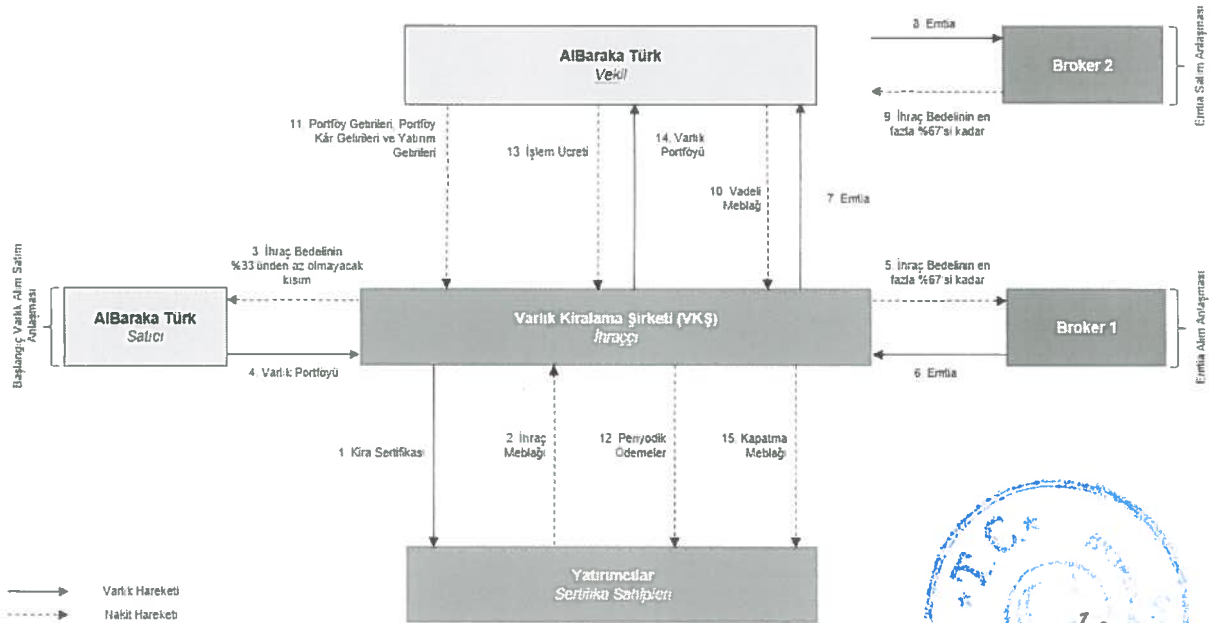 AlBaraka Türk
Vekil
8. Emtia
Broker 2
Emtia Satım Anlaşması
9. İhraç Bedelinin en
fazla %67'si kadar
11. Portföy Getirileri, Portföy
Kâr Getirileri ve Yatırım
Getirileri
13. İşlem Ücreti
14. Varlık
Portföyü
10. Vadeli
Meblağ
7. Emtia
Başlangıç Varlık Alım Satım
Anlaşması
AlBaraka Türk
Satıcı
3. İhraç Bedelinin
%33'ünden az olmayacak
kısım
4. Varlık Portföyü
Varlık Kiralama Şirketi (VKŞ)
İhraççı
5. İhraç Bedelinin en
fazla %67'si kadar
6. Emtia
Broker 1
Emtia Alım Anlaşması
1. Kira Sertifikası
2. İhraç
Meblağı
12. Periyodik
Ödemeler
15. Kapatma
Meblağı
Yatırımcılar
Sertifika Sahipleri
Varlık Hareketi
Nakit Hareketi
T.C.